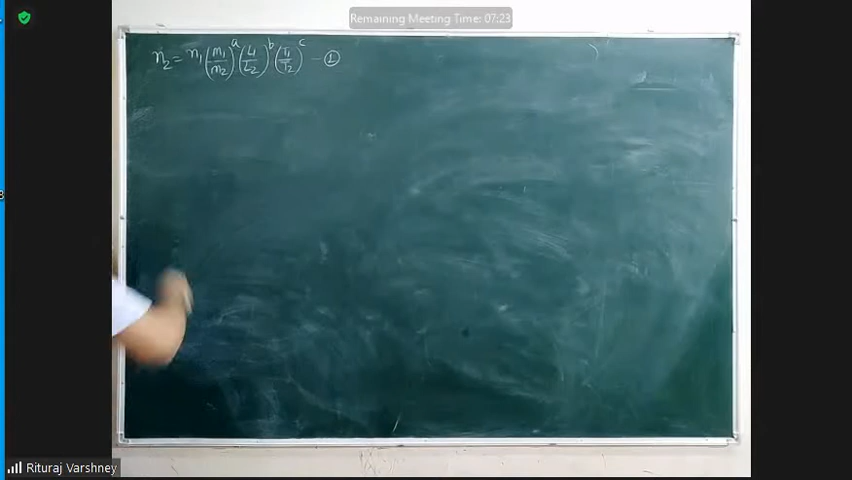 Remaining Meeting Time: 07:23
n₂ = n₁ (M₁/M₂)ᵃ (L₁/L₂)ᵇ (T₁/T₂)ᶜ — ①
Rituraj Varshney